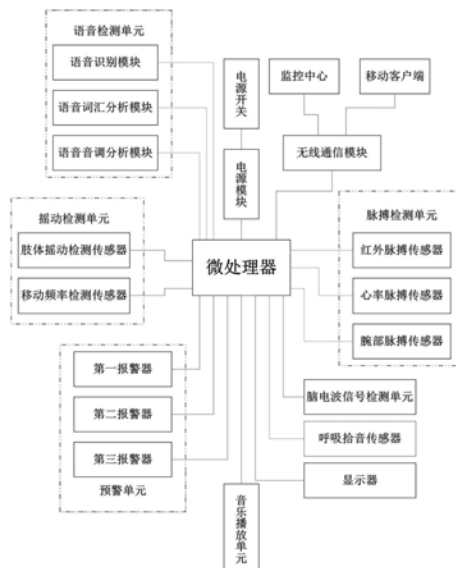 语音检测单元
语音识别模块
语音词汇分析模块
语音音调分析模块
电源开关
电源模块
监控中心
移动客户端
无线通信模块
摇动检测单元
肢体摇动检测传感器
移动频率检测传感器
微处理器
脉搏检测单元
红外脉搏传感器
心率脉搏传感器
腕部脉搏传感器
第一报警器
第二报警器
第三报警器
预警单元
脑电波信号检测单元
呼吸拾音传感器
显示器
音乐播放单元